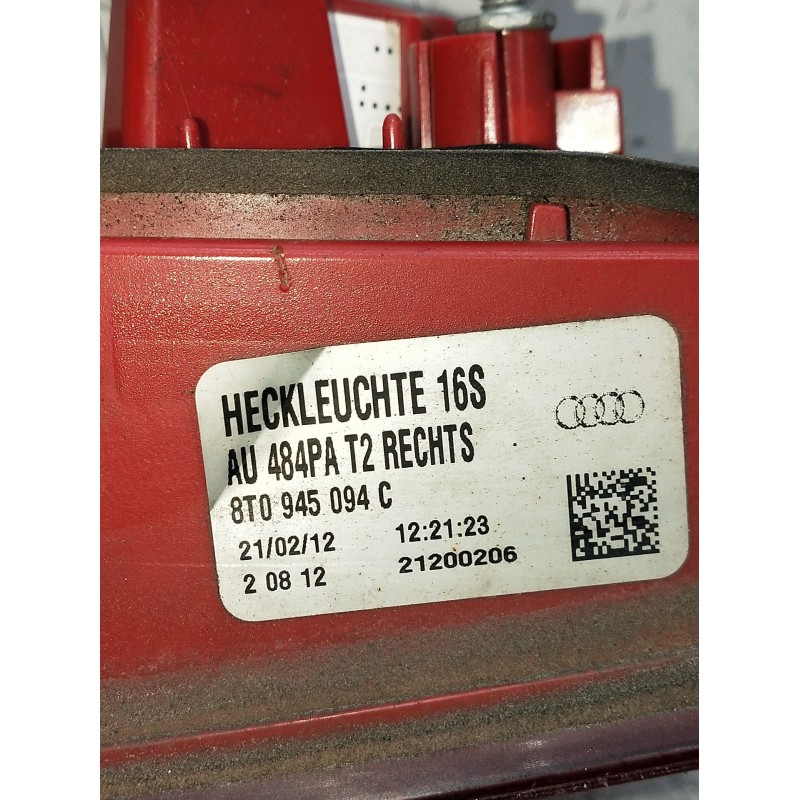 HECKLEUCHTE 16S
AU 484PA T2 RECHTS
8T0 945 094 C
21/02/12 12:21:23
2 08 12 21200206